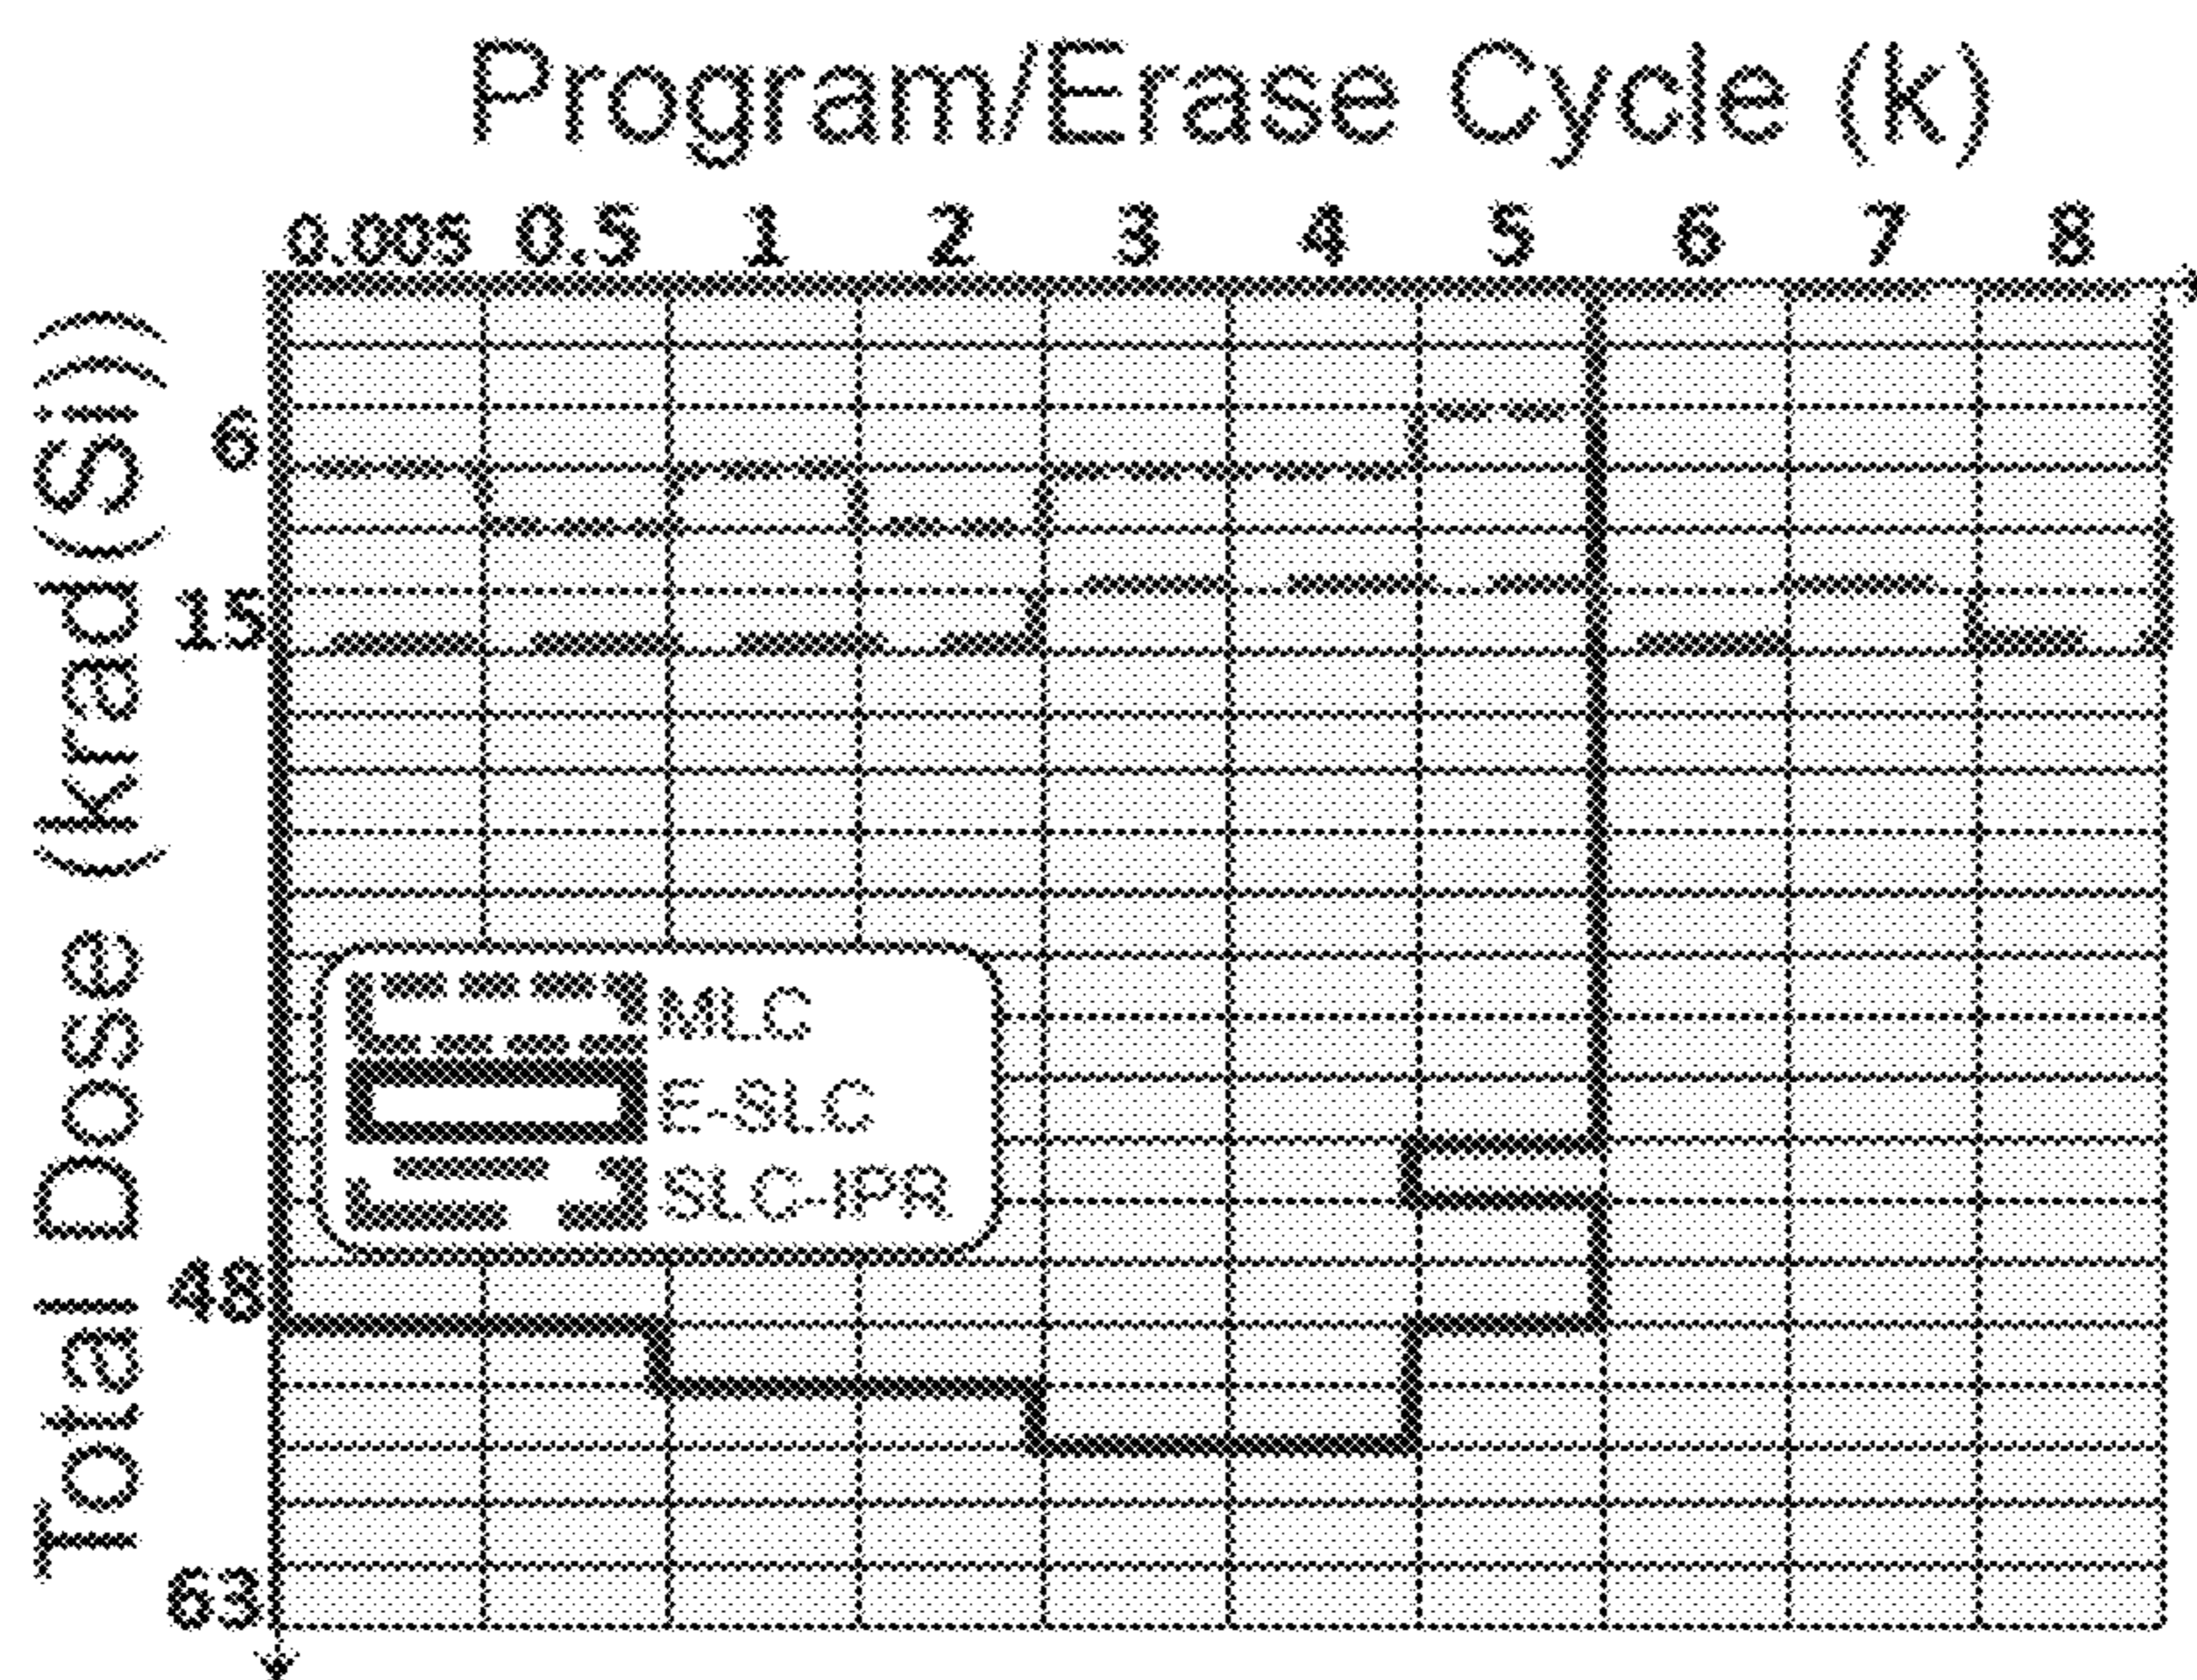 Program/Erase Cycle (k)
0.005 0.5 1 2 3 4 5 6 7 8
Total Dose (krad(Si))
6
15
48
63
MLC
E-SLC
SLC-IPR